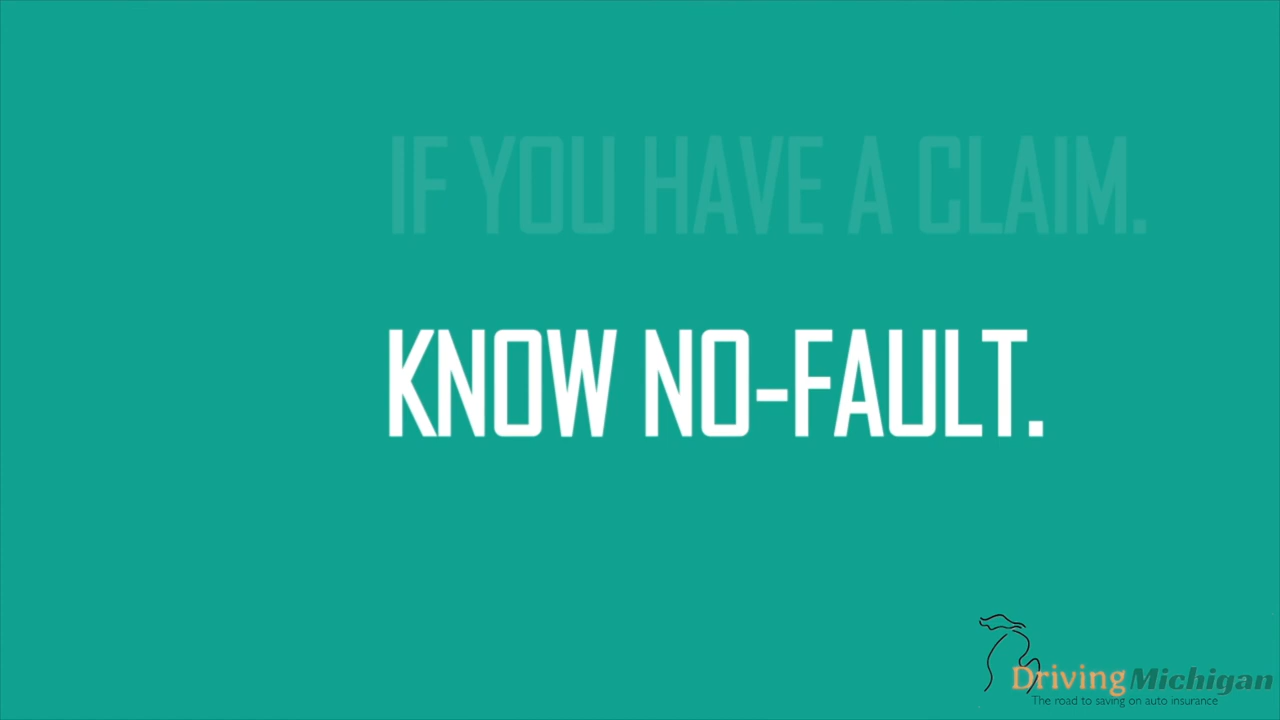 IF YOU HAVE A CLAIM.
KNOW NO-FAULT.
DrivingMichigan
The road to saving on auto insurance